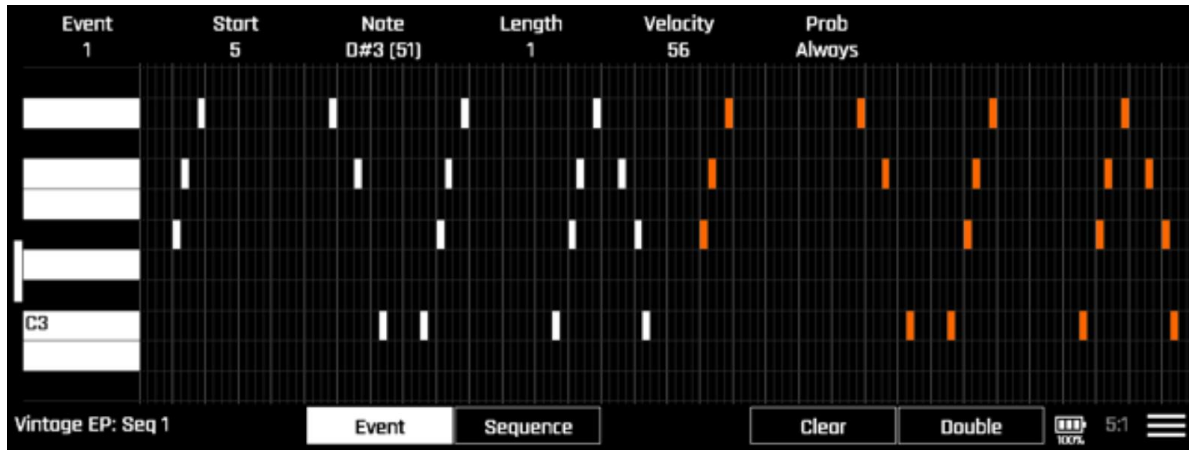 Event Start Note Length Velocity Prob
1 5 D#3 (51) 1 56 Always
C3
Vintage EP: Seq 1 Event Sequence Clear Double 100% 5:1